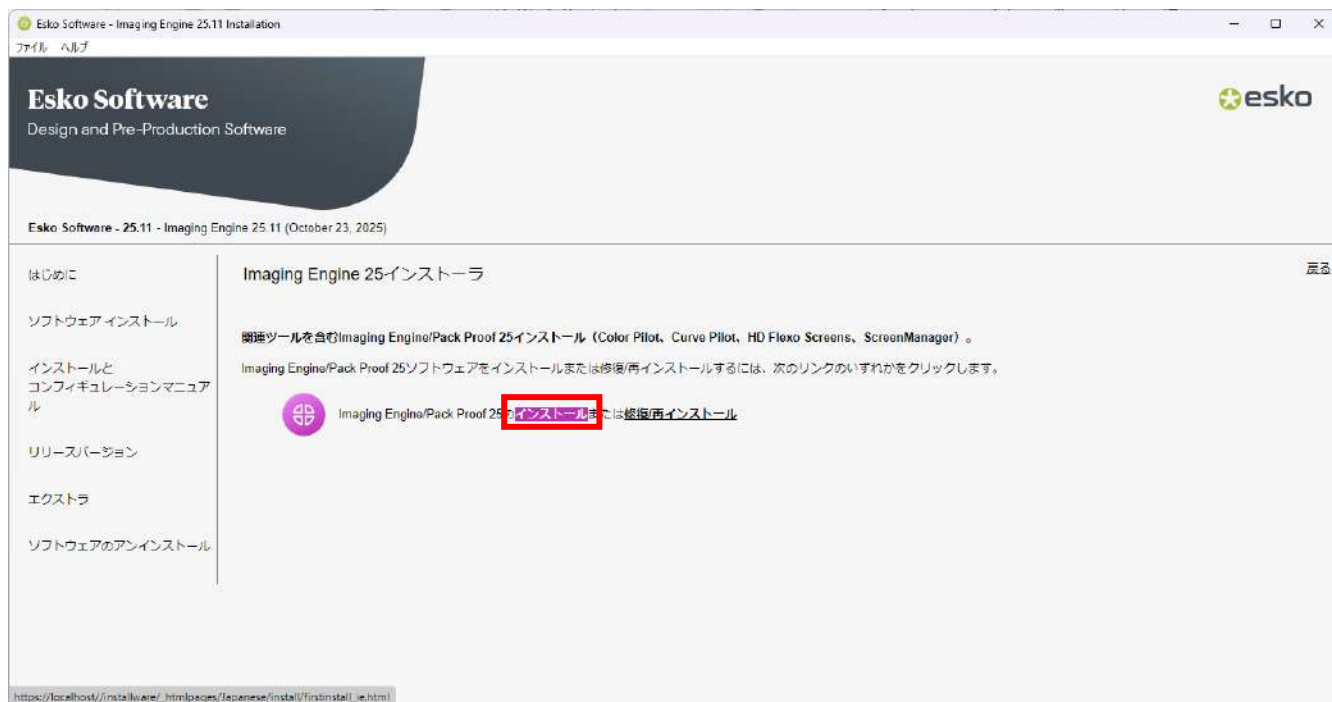 Esko Software - Imaging Engine 25.11 Installation
ファイル ヘルプ
Esko Software
Design and Pre-Production Software
esko
Esko Software - 25.11 - Imaging Engine 25.11 (October 23, 2025)
はじめに
ソフトウェア インストール
インストールと
コンフィギュレーションマニュア
ル
リリースバージョン
エクストラ
ソフトウェアのアンインストール
Imaging Engine 25インストーラ
戻る
関連ツールを含むImaging Engine/Pack Proof 25インストール（Color Pilot、Curve Pilot、HD Flexo Screens、ScreenManager）。
Imaging Engine/Pack Proof 25ソフトウェアをインストールまたは修復/再インストールするには、次のリンクのいずれかをクリックします。
Imaging Engine/Pack Proof 25のインストールまたは修復/再インストール
https://localhost//installware/_htmlpages/Japanese/install/firstinstall_ie.html